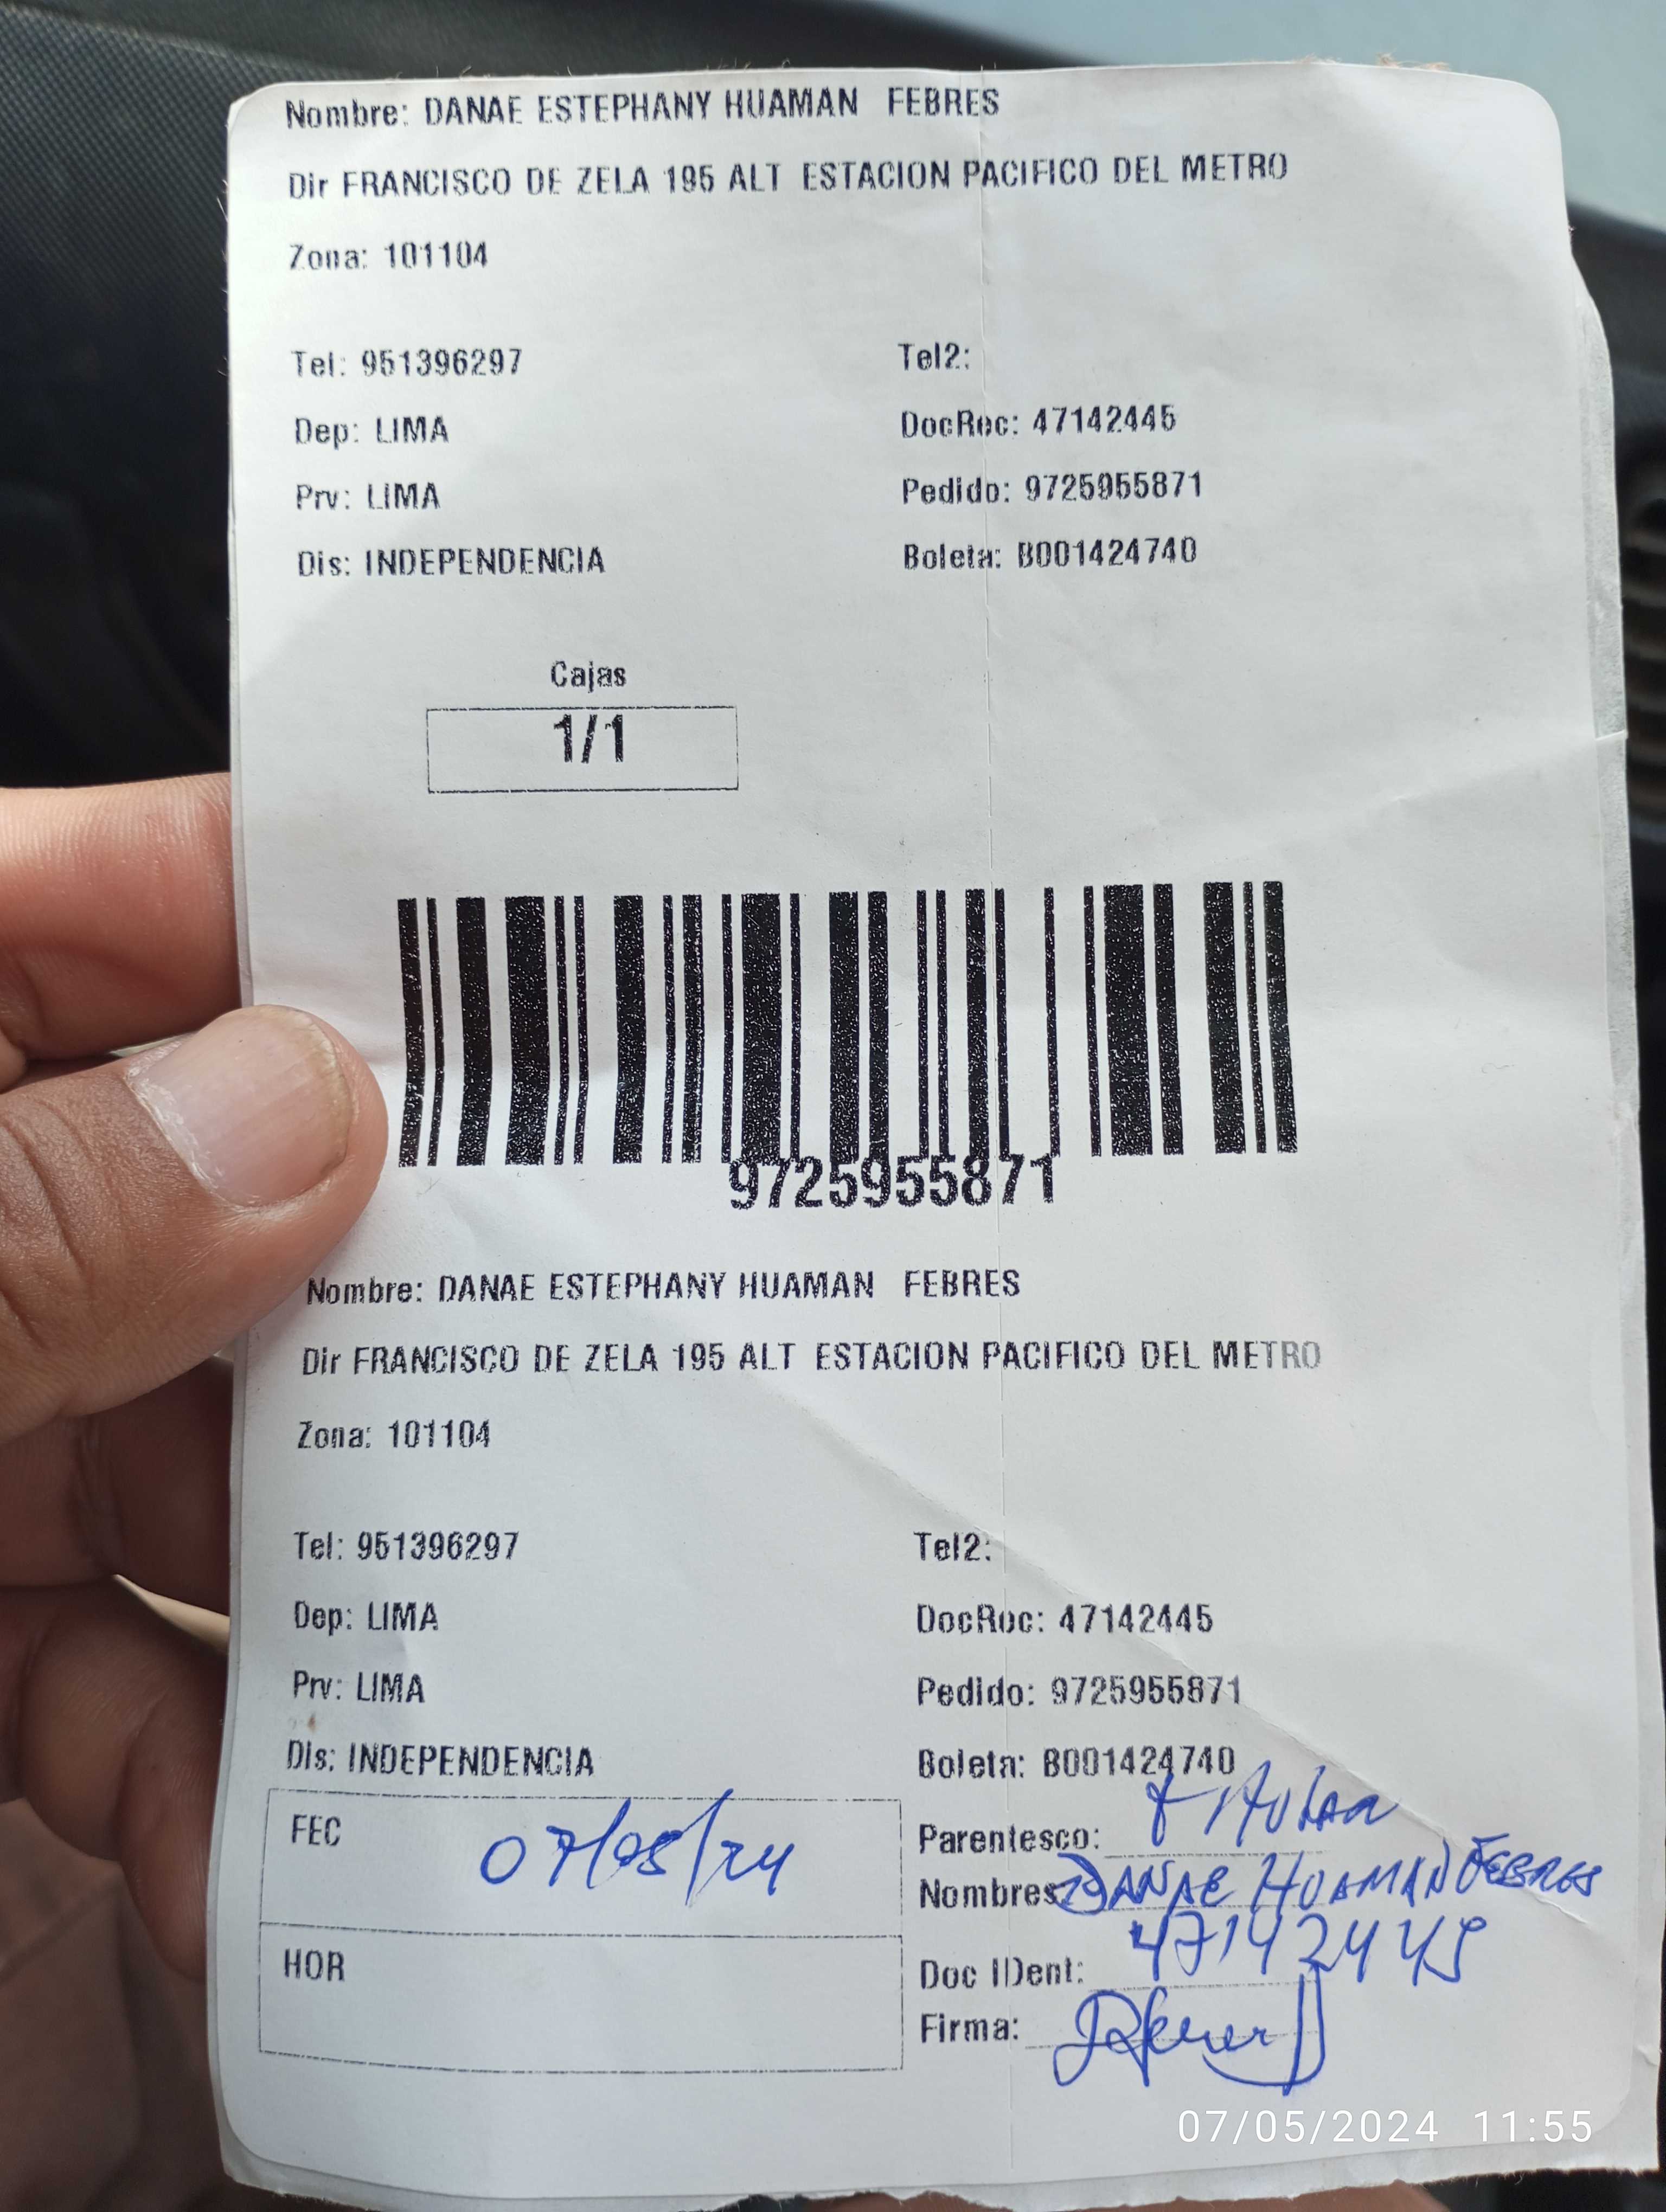 Nombre: DANAE ESTEPHANY HUAMAN FEBRES
Dir FRANCISCO DE ZELA 195 ALT ESTACION PACIFICO DEL METRO
Zona: 101104
Tel: 951396297 Tel2:
Dep: LIMA DocRec: 47142445
Prv: LIMA Pedido: 9725955871
Dis: INDEPENDENCIA Boleta: B001424740
Cajas
1/1
9725955871
Nombre: DANAE ESTEPHANY HUAMAN FEBRES
Dir FRANCISCO DE ZELA 195 ALT ESTACION PACIFICO DEL METRO
Zona: 101104
Tel: 951396297 Tel2:
Dep: LIMA DocRec: 47142445
Prv: LIMA Pedido: 9725955871
Dis: INDEPENDENCIA Boleta: B001424740
FEC 07/05/24
Parentesco: titular
Nombres: DANAE HUAMAN FEBRES
HOR
Doc IDent: 47142445
Firma:
07/05/2024 11:55